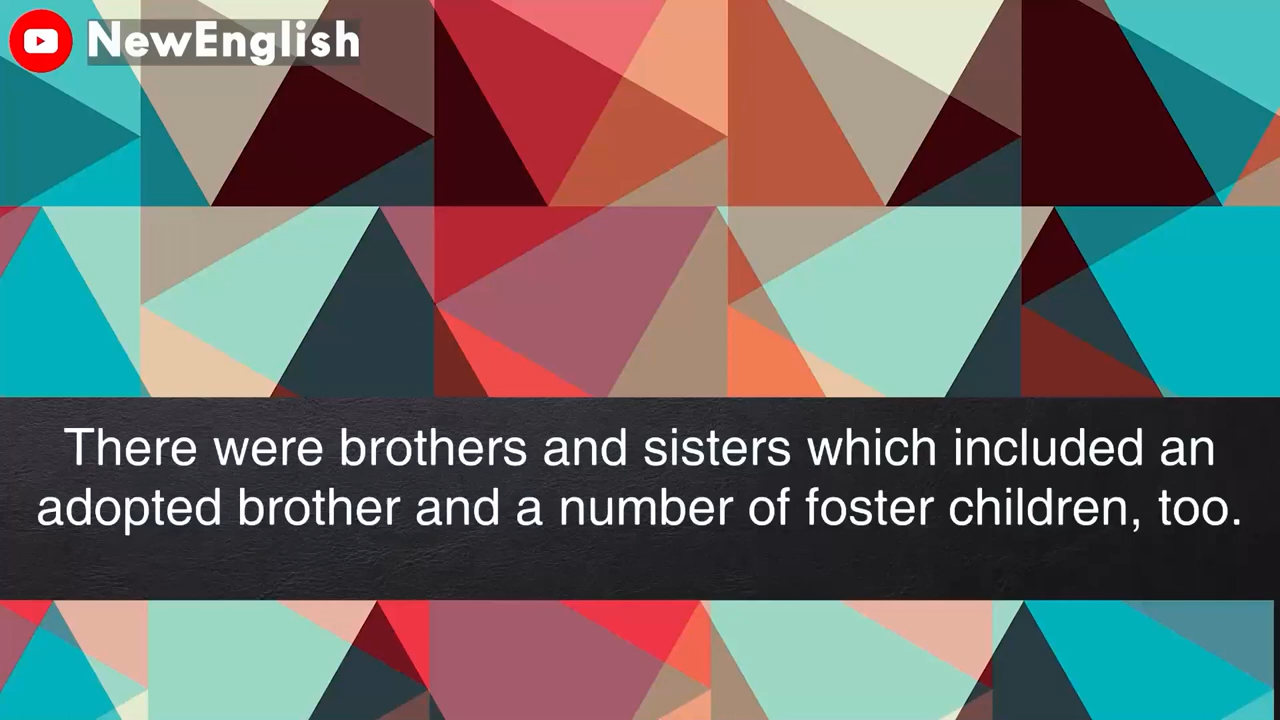 NewEnglish
There were brothers and sisters which included an
adopted brother and a number of foster children, too.